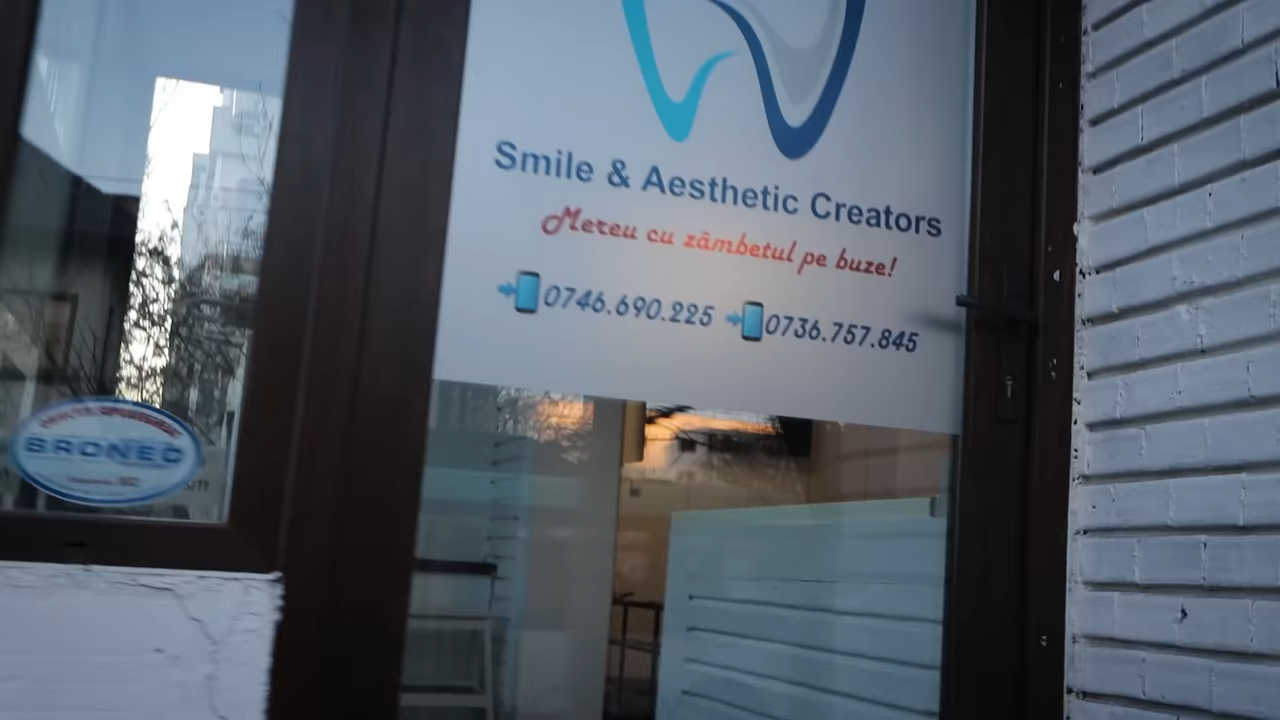 Smile & Aesthetic Creators
Mereu cu zâmbetul pe buze!
0746.690.225 0736.757.845
BRONEC